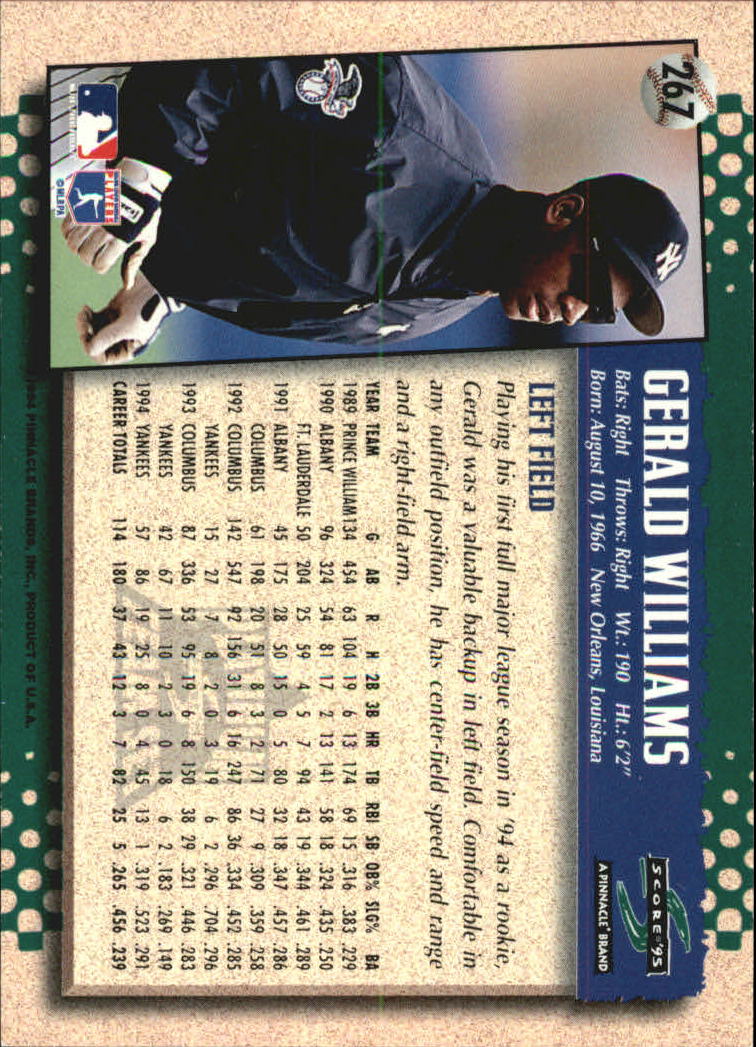 267
GERALD WILLIAMS
Bats: Right Throws: Right Wt.: 190 Ht.: 6'2"
Born: August 10, 1966 New Orleans, Louisiana
SCORE '95
A PINNACLE BRAND
LEFT FIELD
Playing his first full major league season in '94 as a rookie,
Gerald was a valuable backup in left field. Comfortable in
any outfield position, he has center-field speed and range
and a right-field arm.
YEAR TEAM G AB R H 2B 3B HR TB RBI SB OB% SLG% BA
1989 PRINCE WILLIAM 134 454 63 104 19 6 13 174 69 15 .316 .383 .229
1990 ALBANY 96 324 54 81 17 2 13 141 58 18 .324 .435 .250
FT. LAUDERDALE 50 204 25 59 4 5 7 94 43 19 .344 .461 .289
1991 ALBANY 45 175 28 50 15 0 5 80 32 18 .347 .457 .286
COLUMBUS 61 198 20 51 8 3 2 71 27 9 .309 .359 .258
1992 COLUMBUS 142 547 92 156 31 6 16 247 86 36 .334 .452 .285
YANKEES 15 27 7 8 2 0 3 19 6 2 .296 .704 .296
1993 COLUMBUS 87 336 53 95 19 6 8 150 38 29 .321 .446 .283
YANKEES 42 67 11 10 2 3 0 18 6 2 .183 .269 .149
1994 YANKEES 57 86 19 25 8 0 4 45 13 1 .319 .523 .291
CAREER TOTALS 114 180 37 43 12 3 7 82 25 5 .265 .456 .239
PLAYERS
©MLBPA
1994 PINNACLE BRANDS, INC., PRODUCT OF U.S.A.